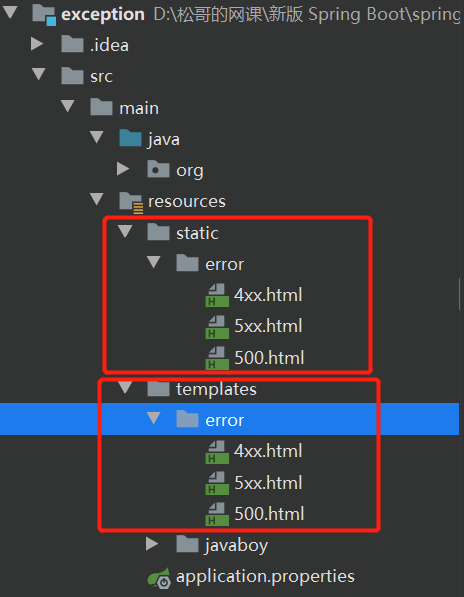 exception D:\松哥的网课\新版 Spring Boot\spring
.idea
src
main
java
org
resources
static
error
4xx.html
5xx.html
500.html
templates
error
4xx.html
5xx.html
500.html
javaboy
application.properties